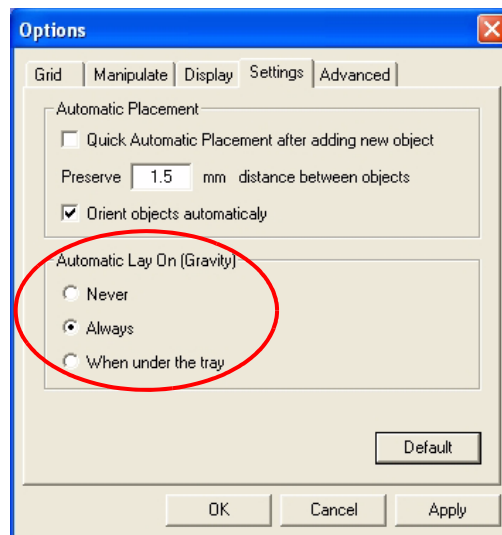 Options
Grid Manipulate Display Settings Advanced
Automatic Placement
Quick Automatic Placement after adding new object
Preserve 1.5 mm distance between objects
Orient objects automaticaly
Automatic Lay On (Gravity)
Never
Always
When under the tray
Default
OK Cancel Apply